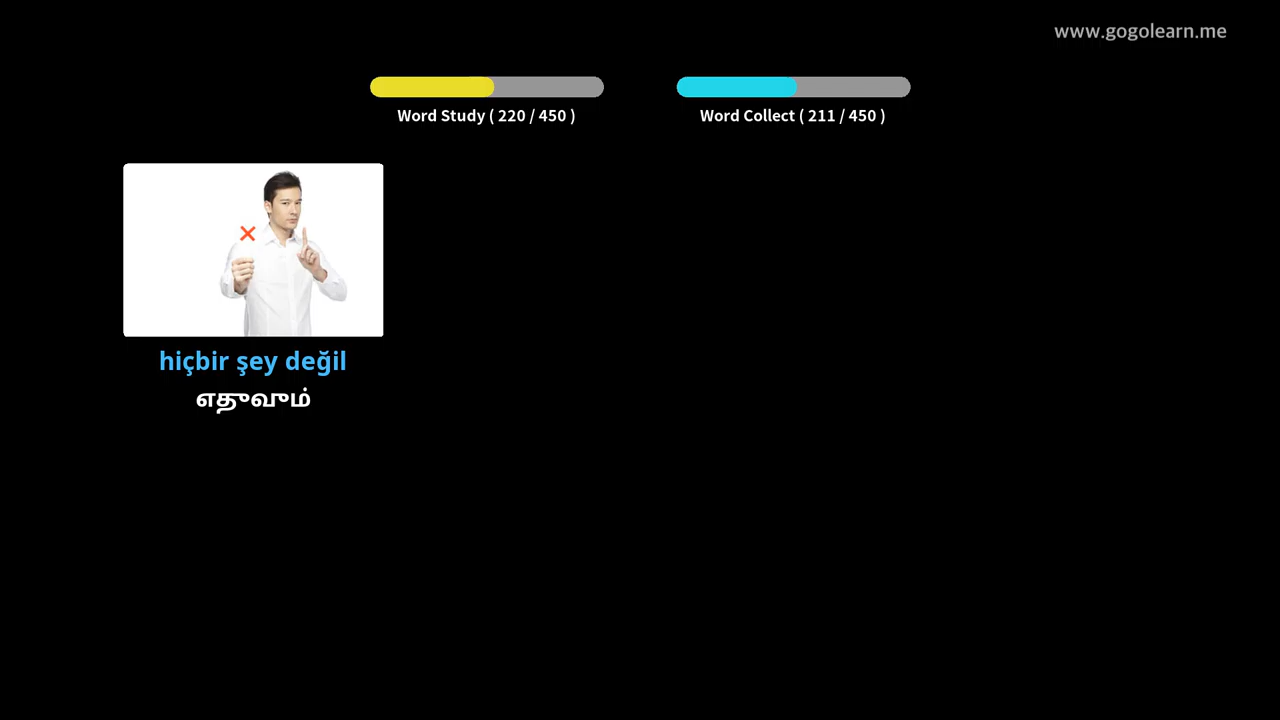 www.gogolearn.me
Word Study ( 220 / 450 )
Word Collect ( 211 / 450 )
hiçbir şey değil
எதுவும்